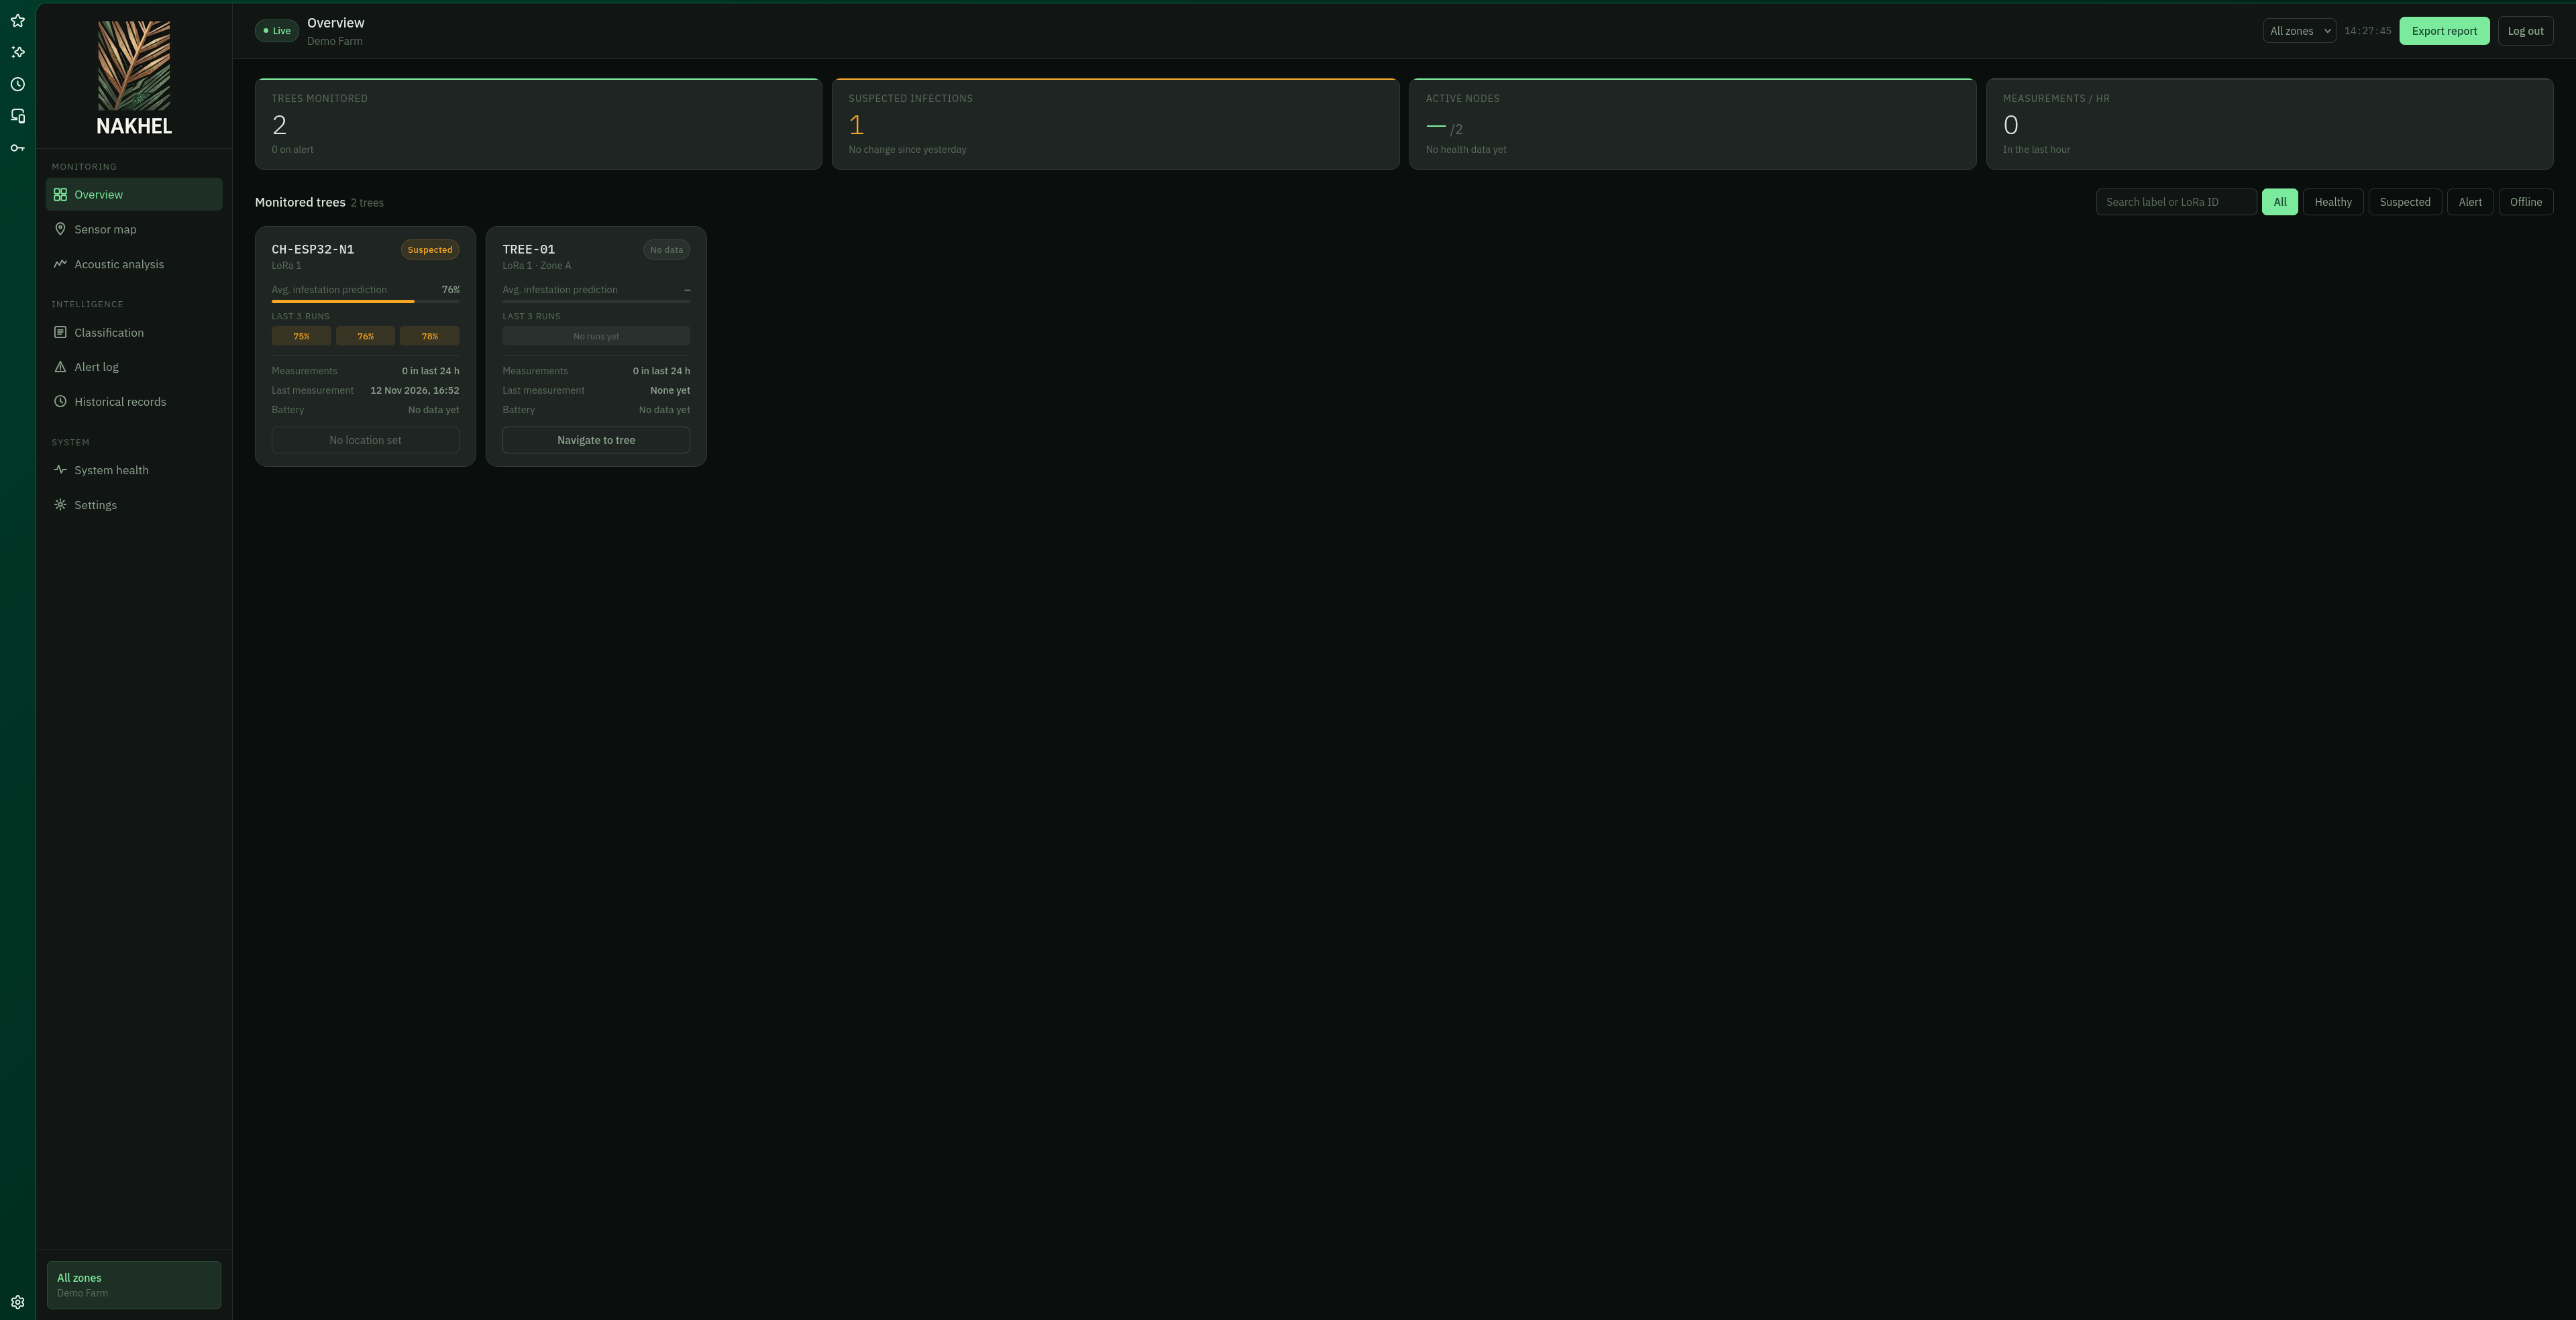 NAKHEL
MONITORING
Overview
Sensor map
Acoustic analysis
INTELLIGENCE
Classification
Alert log
Historical records
SYSTEM
System health
Settings
All zones
Demo Farm
Live
Overview
Demo Farm
All zones
14:27:45
Export report
Log out
TREES MONITORED
2
0 on alert
SUSPECTED INFECTIONS
1
No change since yesterday
ACTIVE NODES
— /2
No health data yet
MEASUREMENTS / HR
0
In the last hour
Monitored trees 2 trees
Search label or LoRa ID
All
Healthy
Suspected
Alert
Offline
CH-ESP32-N1 Suspected
LoRa 1
Avg. infestation prediction 76%
LAST 3 RUNS
75% 76% 78%
Measurements 0 in last 24 h
Last measurement 12 Nov 2026, 16:52
Battery No data yet
No location set
TREE-01 No data
LoRa 1 · Zone A
Avg. infestation prediction —
LAST 3 RUNS
No runs yet
Measurements 0 in last 24 h
Last measurement None yet
Battery No data yet
Navigate to tree